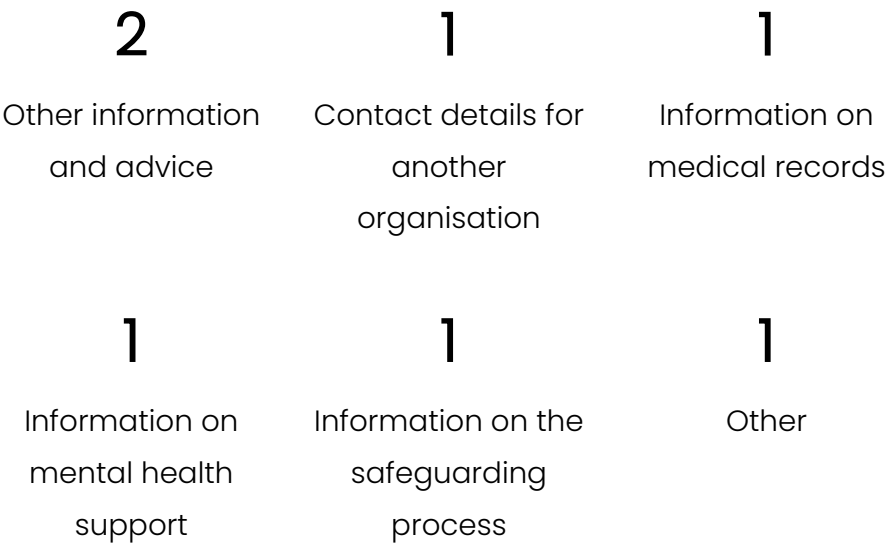 2
Other information
and advice
1
Contact details for
another
organisation
1
Information on
medical records
1
Information on
mental health
support
1
Information on the
safeguarding
process
1
Other